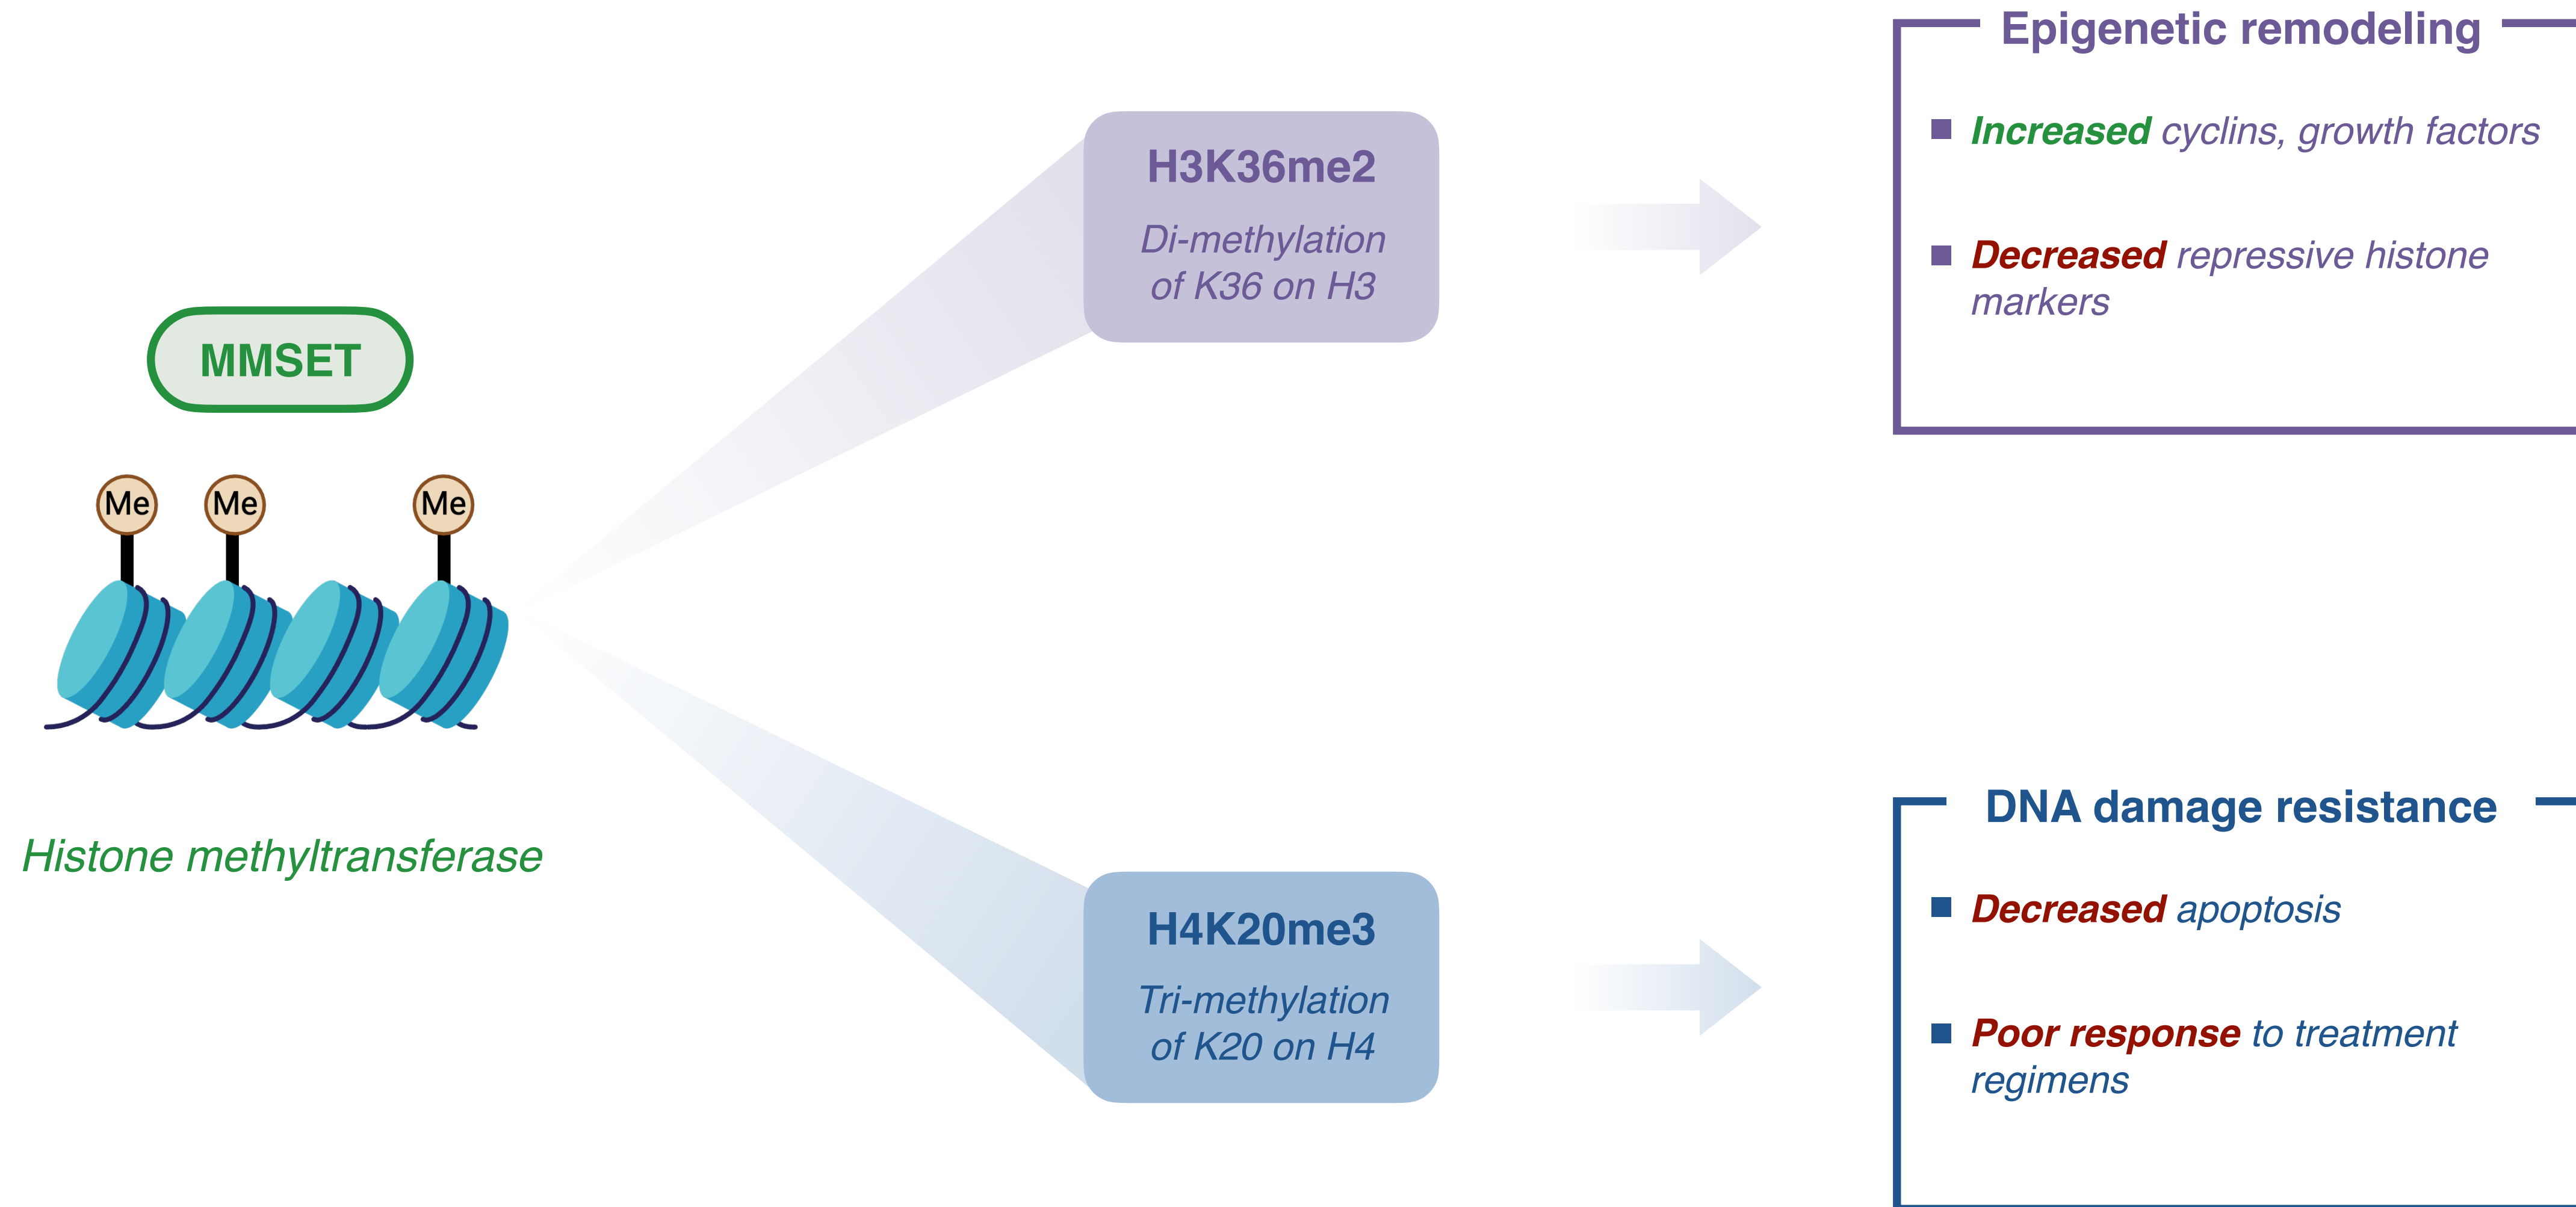 MMSET
Me
Me
Me
Histone methyltransferase
H3K36me2
Di-methylation
of K36 on H3
Epigenetic remodeling
Increased cyclins, growth factors
Decreased repressive histone
markers
H4K20me3
Tri-methylation
of K20 on H4
DNA damage resistance
Decreased apoptosis
Poor response to treatment
regimens